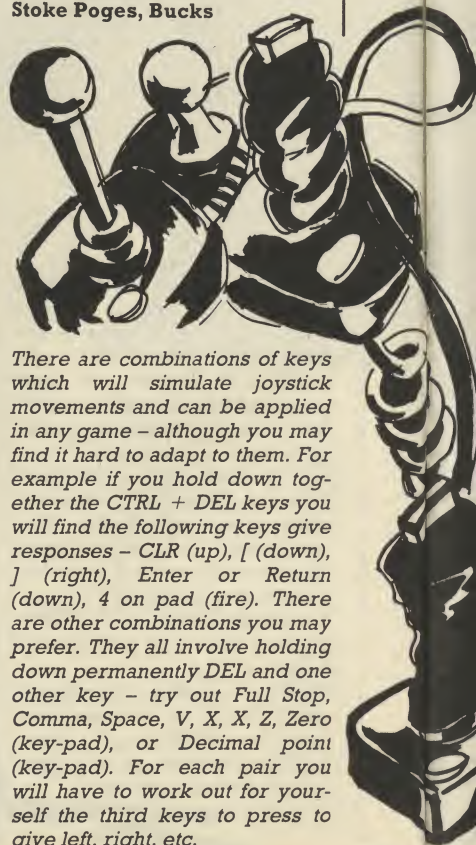 Stoke Poges, Bucks
There are combinations of keys
which will simulate joystick
movements and can be applied
in any game – although you may
find it hard to adapt to them. For
example if you hold down tog-
ether the CTRL + DEL keys you
will find the following keys give
responses – CLR (up), [ (down),
] (right), Enter or Return
(down), 4 on pad (fire). There
are other combinations you may
prefer. They all involve holding
down permanently DEL and one
other key – try out Full Stop,
Comma, Space, V, X, X, Z, Zero
(key-pad), or Decimal point
(key-pad). For each pair you
will have to work out for your-
self the third keys to press to
give left, right, etc.